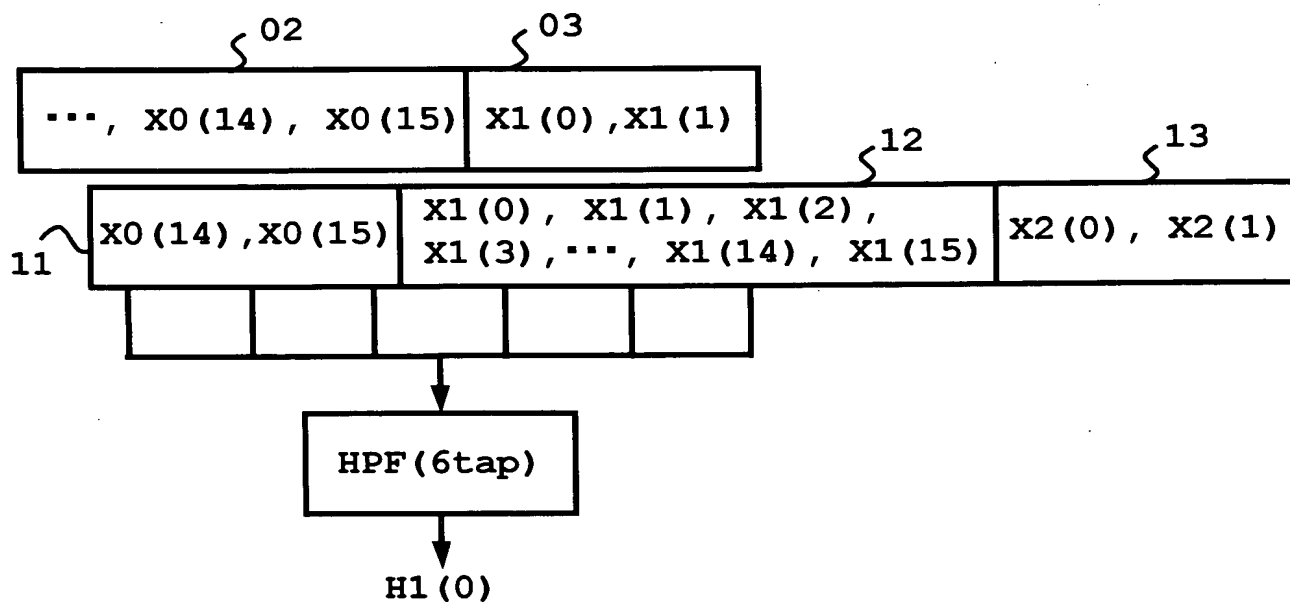 02 03
▪▪▪, X0(14), X0(15) X1(0),X1(1)
12 13
11 X0(14),X0(15) X1(0), X1(1), X1(2),
X1(3),▪▪▪, X1(14), X1(15) X2(0), X2(1)
HPF(6tap)
H1(0)